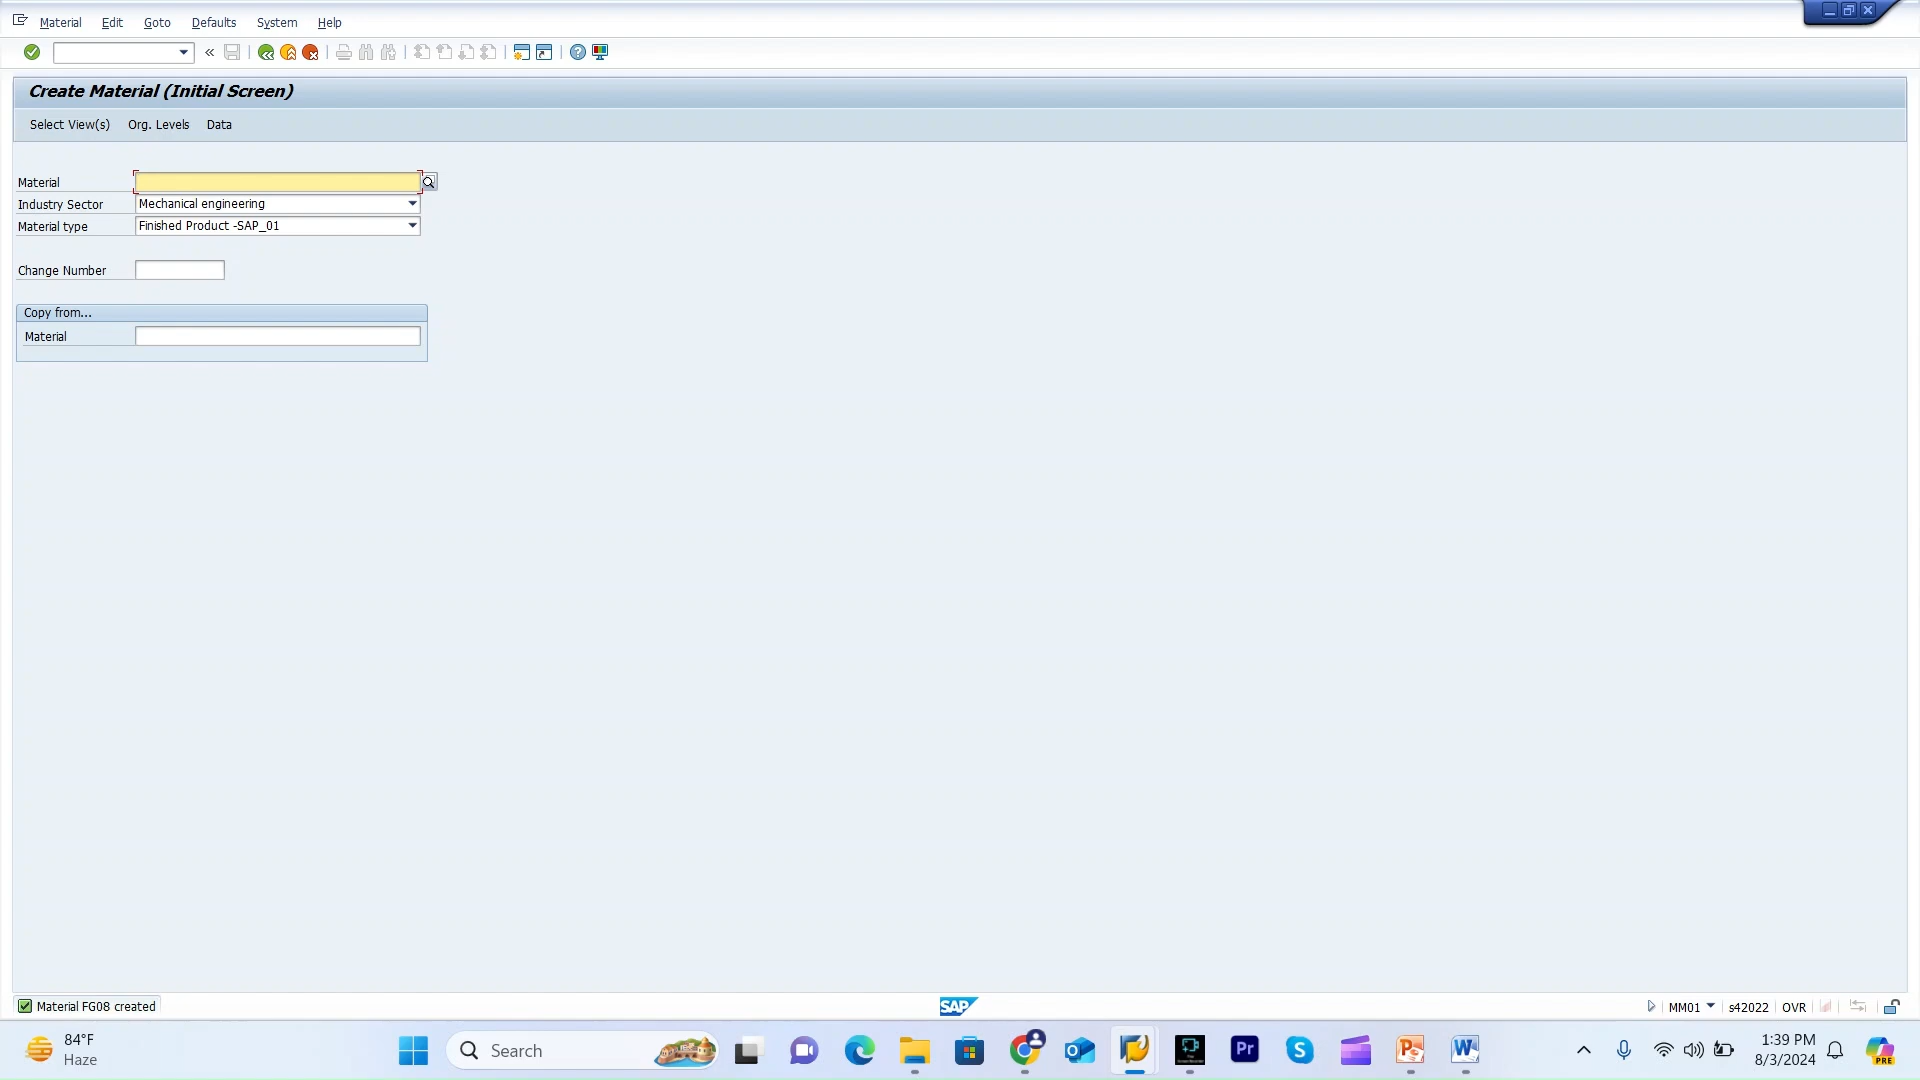 Material Edit Goto Defaults System Help
Create Material (Initial Screen)
Select View(s) Org. Levels Data
Material
Industry Sector Mechanical engineering
Material type Finished Product -SAP_01
Change Number
Copy from...
Material
Material FG08 created
SAP
MM01 s42022 OVR
84°F
Haze
Search
Pr
S
P
W
1:39 PM
8/3/2024
PRE